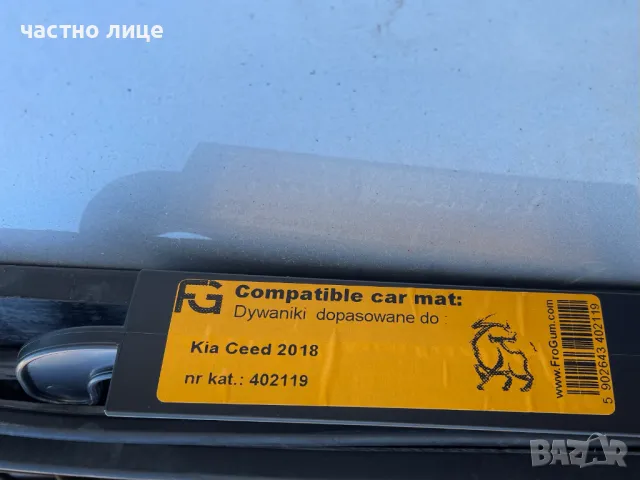 частно лице
FG Compatible car mat:
Dywaniki dopasowane do :
Kia Ceed 2018
nr kat.: 402119
www.FroGum.com
5 902643 402119
BAZAR